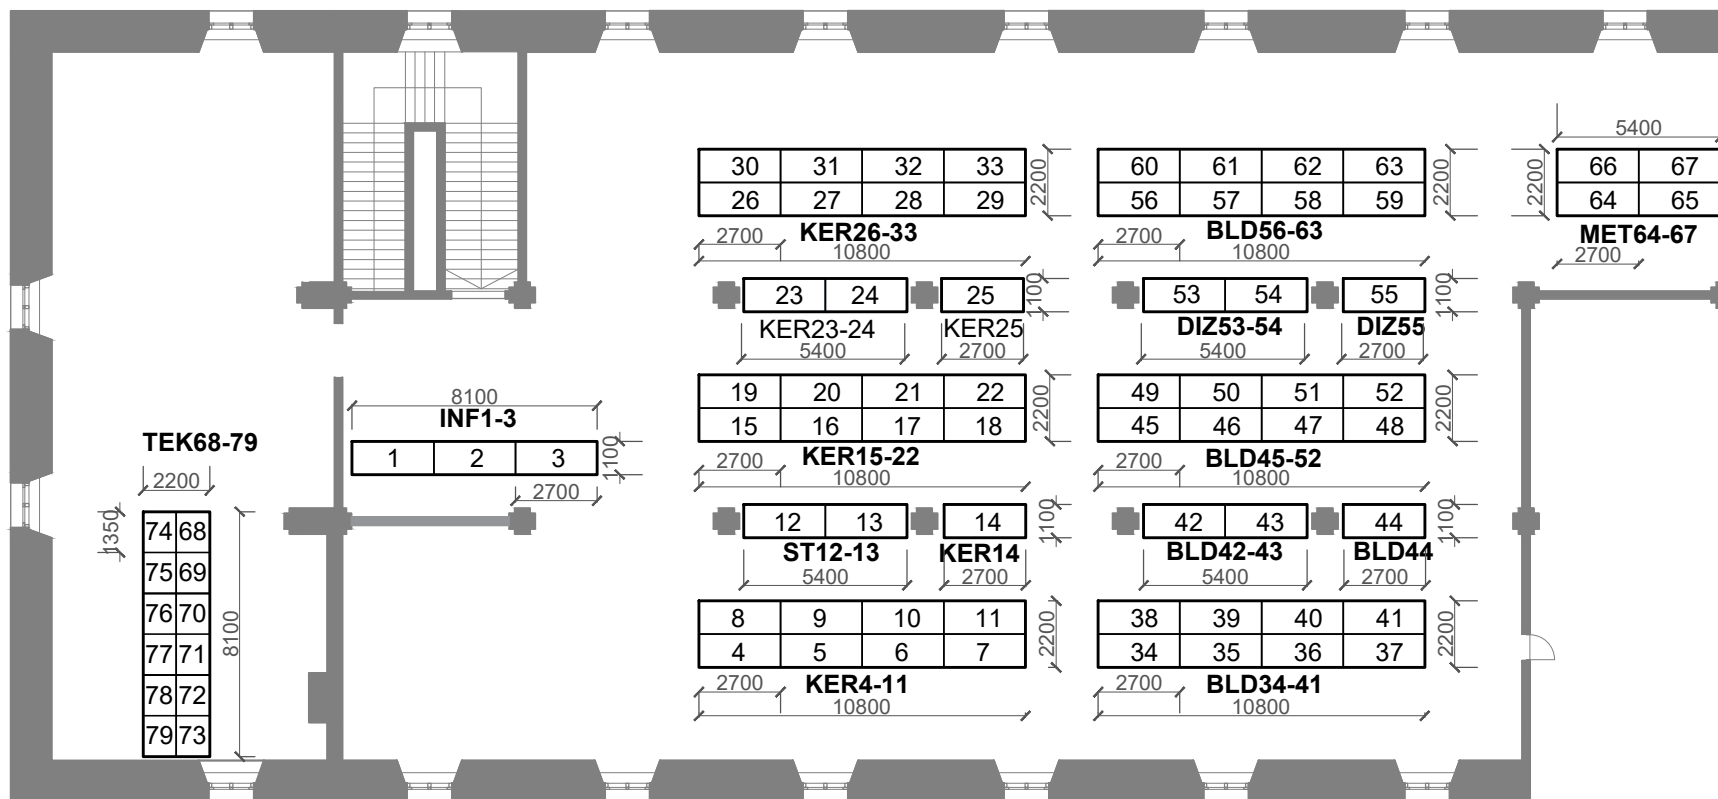 5400
30 31 32 33
26 27 28 29
2200
KER26-33
2700
10800
60 61 62 63
56 57 58 59
2200
BLD56-63
2700
10800
66 67
64 65
2200
MET64-67
2700
23 24
KER23-24
5400
25
1100
KER25
2700
53 54
DIZ53-54
5400
55
1100
DIZ55
2700
8100
INF1-3
1 2 3
1100
2700
19 20 21 22
15 16 17 18
2200
KER15-22
2700
10800
49 50 51 52
45 46 47 48
2200
BLD45-52
2700
10800
TEK68-79
2200
1350
74 68
75 69
76 70
77 71
78 72
79 73
8100
12 13
ST12-13
5400
14
1100
KER14
2700
42 43
BLD42-43
5400
44
1100
BLD44
2700
8 9 10 11
4 5 6 7
2200
KER4-11
2700
10800
38 39 40 41
34 35 36 37
2200
BLD34-41
2700
10800